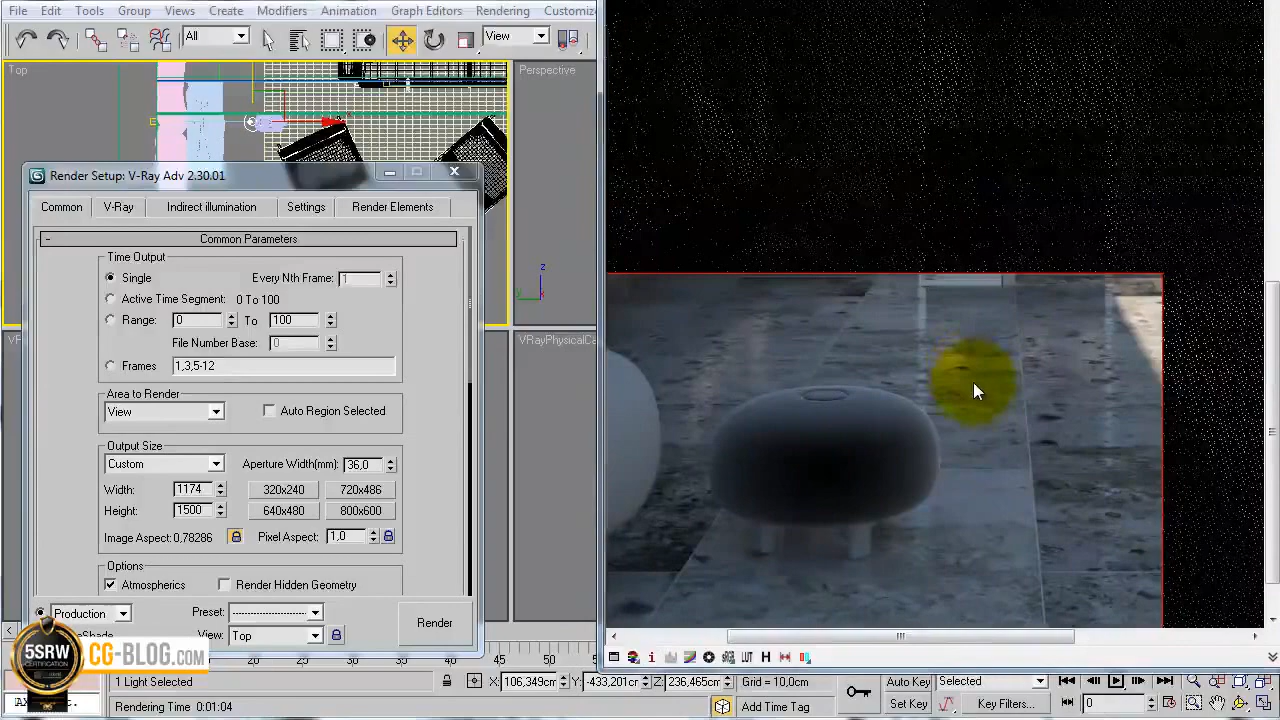 File Edit Tools Group Views Create Modifiers Animation Graph Editors Rendering Customiz
All View
Top Perspective
Render Setup: V-Ray Adv 2.30.01
Common V-Ray Indirect illumination Settings Render Elements
- Common Parameters
Time Output
Single Every Nth Frame: 1
Active Time Segment: 0 To 100
Range: 0 To 100
File Number Base: 0
VRayPhysicalCa
Frames 1,3,5-12
Area to Render
View Auto Region Selected
Output Size
Custom Aperture Width(mm): 36,0
Width: 1174 320x240 720x486
Height: 1500 640x480 800x600
Image Aspect: 0,78286 Pixel Aspect: 1,0
Options
Atmospherics Render Hidden Geometry
Production Preset: --------------------
View: Top Render
5SRW
CERTIFICATION
CG-BLOG.COM
20 25 30 35 40 45 50
1 Light Selected X 106,349cm Y -433,201cm Z 236,465cm Grid = 10,0cm Auto Key Selected
Rendering Time 0:01:04 Add Time Tag Set Key Key Filters... 0